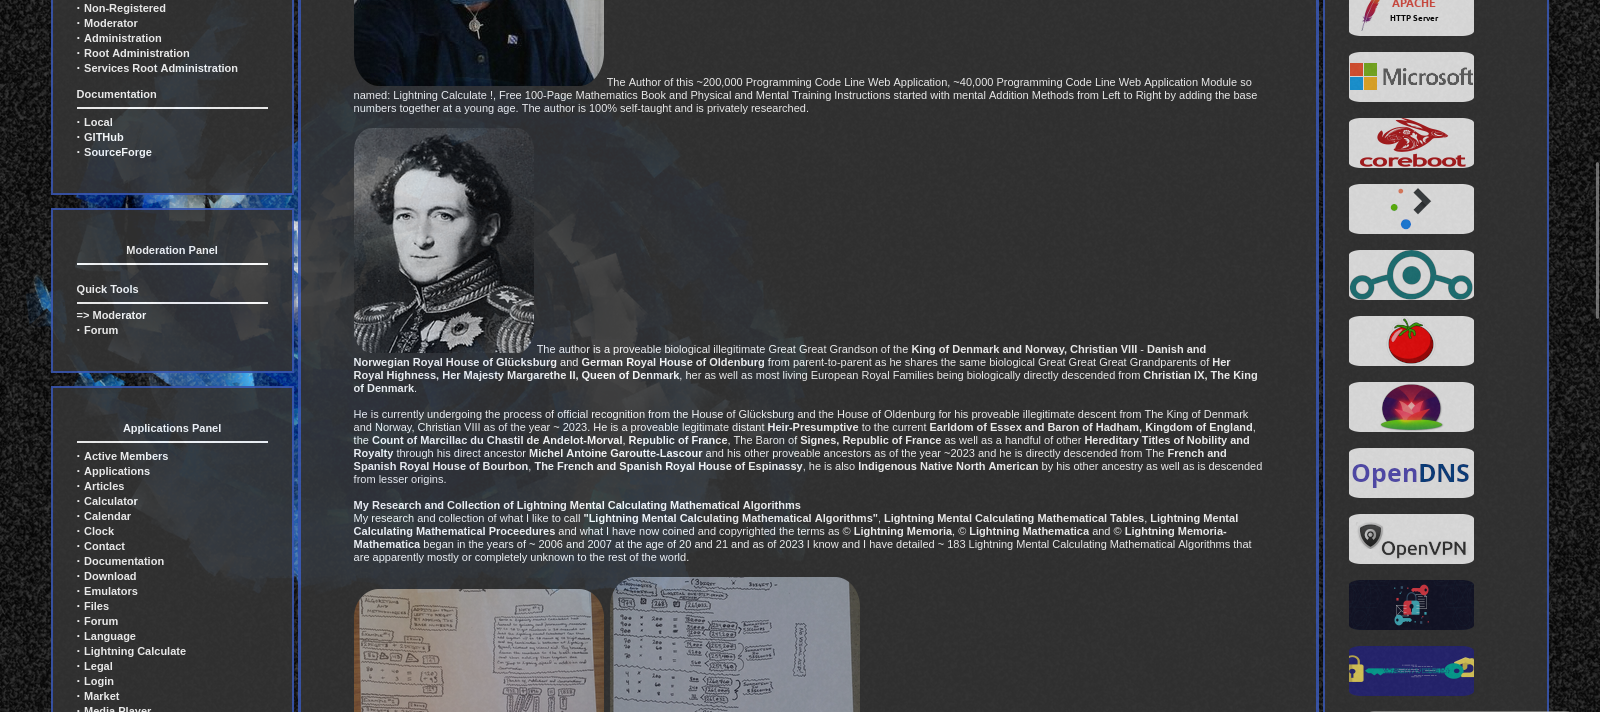 · Non-Registered
· Moderator
· Administration
· Root Administration
· Services Root Administration
Documentation
· Local
· GITHub
· SourceForge
Moderation Panel
Quick Tools
=> Moderator
· Forum
Applications Panel
· Active Members
· Applications
· Articles
· Calculator
· Calendar
· Clock
· Contact
· Documentation
· Download
· Emulators
· Files
· Forum
· Language
· Lightning Calculate
· Legal
· Login
· Market
· Media Player
The Author of this ~200,000 Programming Code Line Web Application, ~40,000 Programming Code Line Web Application Module so
named: Lightning Calculate !, Free 100-Page Mathematics Book and Physical and Mental Training Instructions started with mental Addition Methods from Left to Right by adding the base
numbers together at a young age. The author is 100% self-taught and is privately researched.
The author is a proveable biological illegitimate Great Great Grandson of the King of Denmark and Norway, Christian VIII - Danish and
Norwegian Royal House of Glücksburg and German Royal House of Oldenburg from parent-to-parent as he shares the same biological Great Great Great Grandparents of Her
Royal Highness, Her Majesty Margarethe II, Queen of Denmark, her as well as most living European Royal Families being biologically directly descended from Christian IX, The King
of Denmark.
He is currently undergoing the process of official recognition from the House of Glücksburg and the House of Oldenburg for his proveable illegitimate descent from The King of Denmark
and Norway, Christian VIII as of the year ~ 2023. He is a proveable legitimate distant Heir-Presumptive to the current Earldom of Essex and Baron of Hadham, Kingdom of England,
the Count of Marcillac du Chastil de Andelot-Morval, Republic of France, The Baron of Signes, Republic of France as well as a handful of other Hereditary Titles of Nobility and
Royalty through his direct ancestor Michel Antoine Garoutte-Lascour and his other proveable ancestors as of the year ~2023 and he is directly descended from The French and
Spanish Royal House of Bourbon, The French and Spanish Royal House of Espinassy, he is also Indigenous Native North American by his other ancestry as well as is descended
from lesser origins.
My Research and Collection of Lightning Mental Calculating Mathematical Algorithms
My research and collection of what I like to call "Lightning Mental Calculating Mathematical Algorithms", Lightning Mental Calculating Mathematical Tables, Lightning Mental
Calculating Mathematical Proceedures and what I have now coined and copyrighted the terms as © Lightning Memoria, © Lightning Mathematica and © Lightning Memoria-
Mathematica began in the years of ~ 2006 and 2007 at the age of 20 and 21 and as of 2023 I know and I have detailed ~ 183 Lightning Mental Calculating Mathematical Algorithms that
are apparently mostly or completely unknown to the rest of the world.
APACHE
HTTP Server
Microsoft
coreboot
OpenDNS
OpenVPN